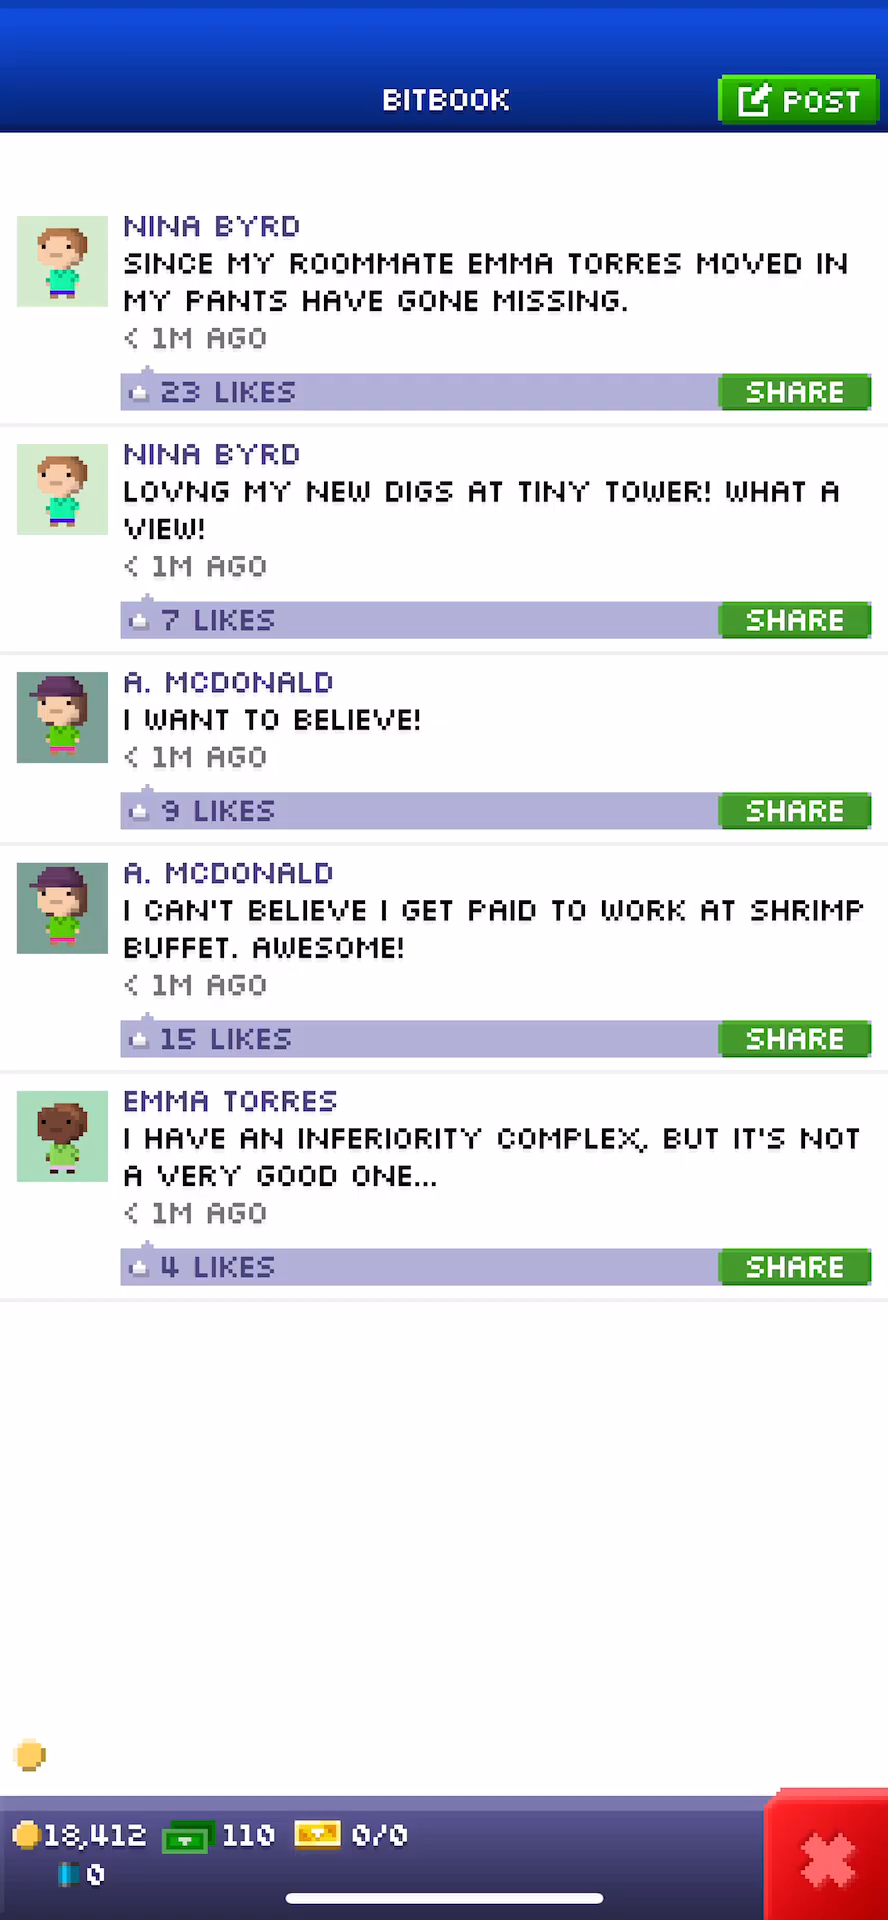 BITBOOK
POST
NINA BYRD
SINCE MY ROOMMATE EMMA TORRES MOVED IN
MY PANTS HAVE GONE MISSING.
< 1M AGO
23 LIKES
SHARE
NINA BYRD
LOVNG MY NEW DIGS AT TINY TOWER! WHAT A
VIEW!
< 1M AGO
7 LIKES
SHARE
A. MCDONALD
I WANT TO BELIEVE!
< 1M AGO
9 LIKES
SHARE
A. MCDONALD
I CAN'T BELIEVE I GET PAID TO WORK AT SHRIMP
BUFFET. AWESOME!
< 1M AGO
15 LIKES
SHARE
EMMA TORRES
I HAVE AN INFERIORITY COMPLEX, BUT IT'S NOT
A VERY GOOD ONE...
< 1M AGO
4 LIKES
SHARE
18,412 110 0/0
0